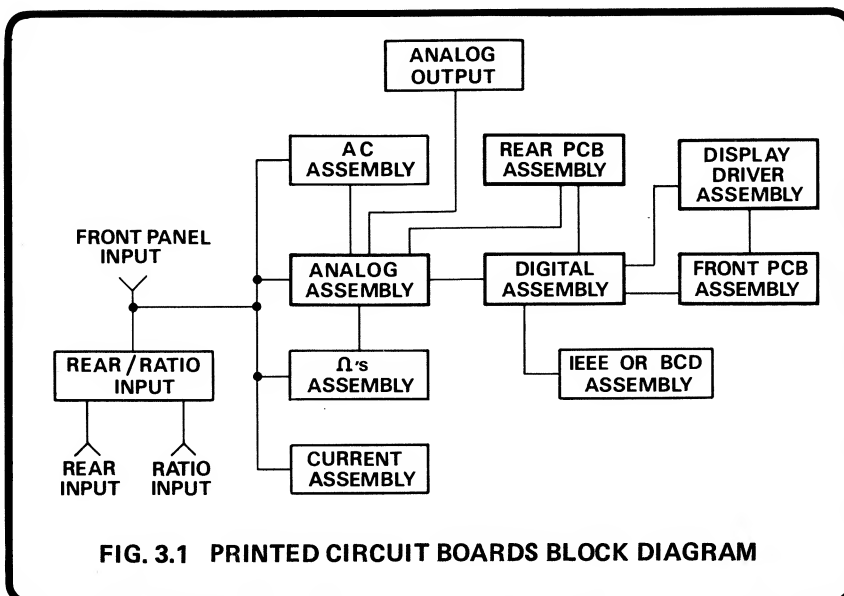 ANALOG
OUTPUT
AC
ASSEMBLY
REAR PCB
ASSEMBLY
DISPLAY
DRIVER
ASSEMBLY
FRONT PANEL
INPUT
ANALOG
ASSEMBLY
DIGITAL
ASSEMBLY
FRONT PCB
ASSEMBLY
REAR/RATIO
INPUT
Ω's
ASSEMBLY
IEEE OR BCD
ASSEMBLY
REAR
INPUT
RATIO
INPUT
CURRENT
ASSEMBLY
FIG. 3.1 PRINTED CIRCUIT BOARDS BLOCK DIAGRAM